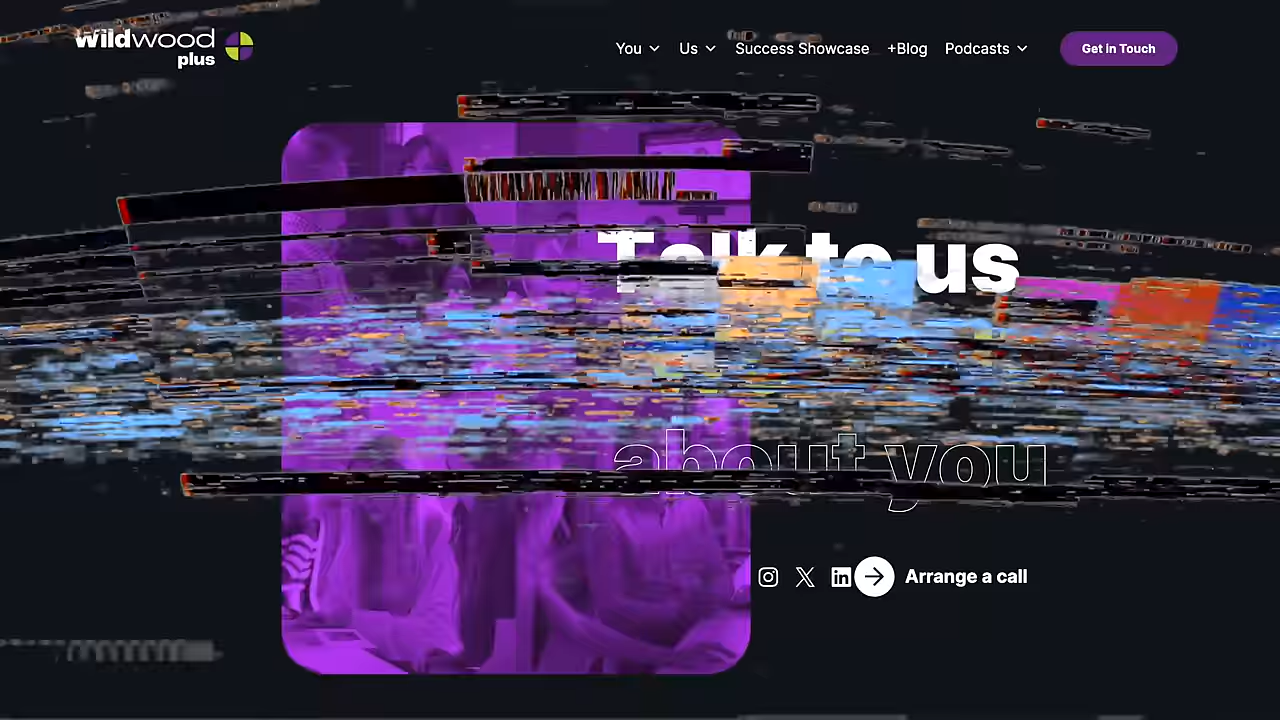 wildwood
plus
You Us Success Showcase +Blog Podcasts Get in Touch
Talk to us
about you
Arrange a call